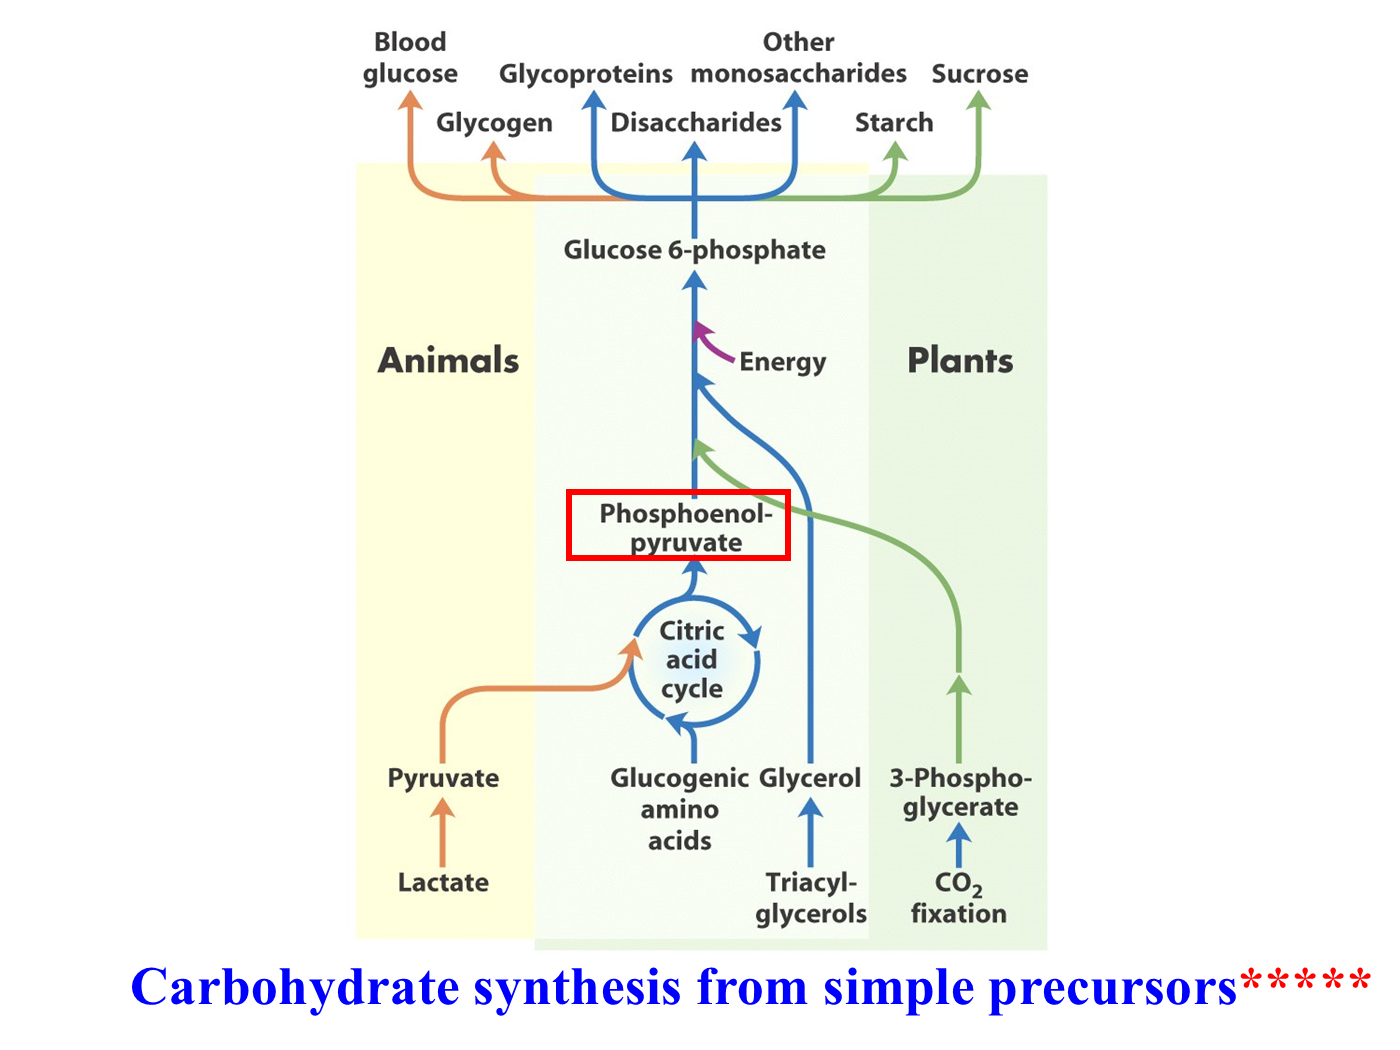 Blood
glucose
Glycoproteins
Other
monosaccharides
Sucrose
Glycogen
Disaccharides
Starch
Glucose 6-phosphate
Animals
Energy
Plants
Phosphoenol-
pyruvate
Citric
acid
cycle
Pyruvate
Glucogenic
amino
acids
Glycerol
3-Phospho-
glycerate
Lactate
Triacyl-
glycerols
CO₂
fixation
Carbohydrate synthesis from simple precursors*****